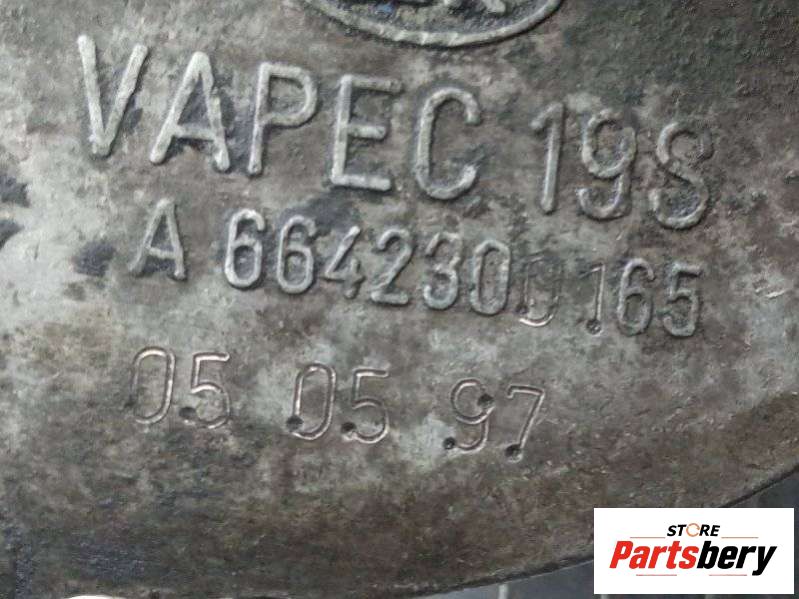 VAPEC 19S
A 6642300165
05.05.97
STORE
Partsbery